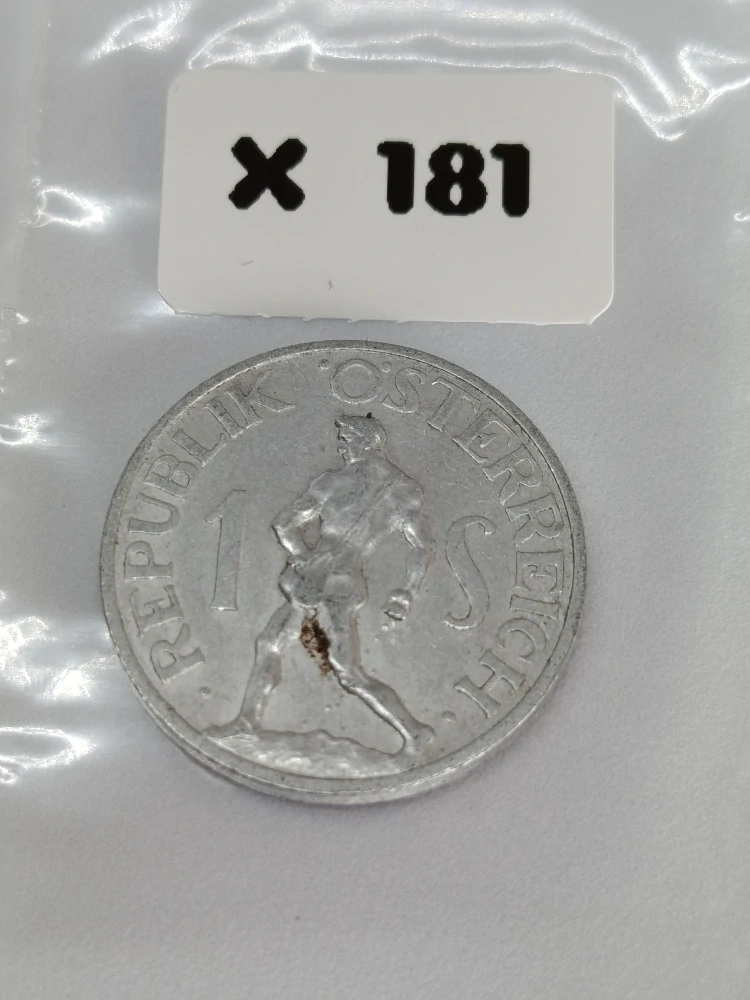 × 181
REPUBLIK·ÖSTERREICH·
1 S